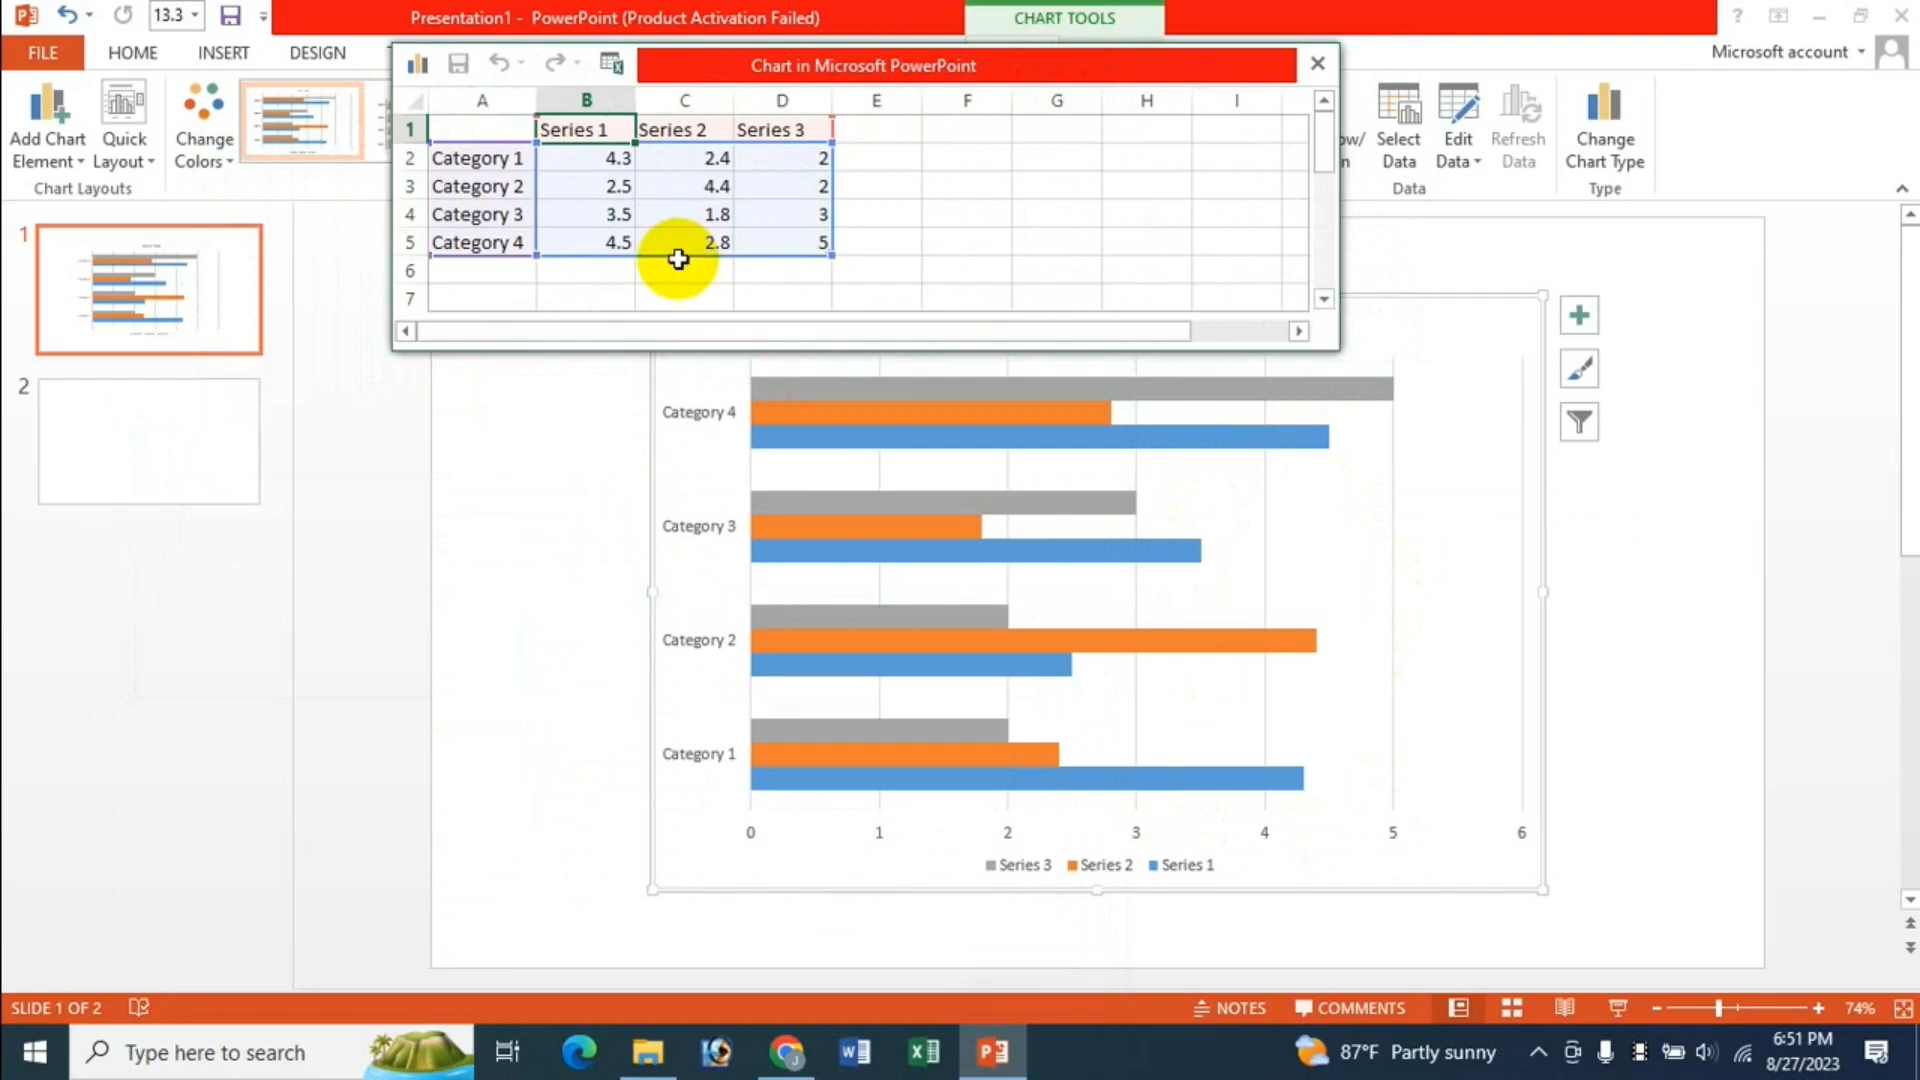 13.3
Presentation1 - PowerPoint (Product Activation Failed)
CHART TOOLS
?
FILE
HOME
INSERT
DESIGN
Microsoft account
Chart in Microsoft PowerPoint
Add Chart
Element
Quick
Layout
Change
Colors
Chart Layouts
Select
Data
Edit
Data
Refresh
Data
Data
Change
Chart Type
Type
A B C D E F G H I
1 Series 1 Series 2 Series 3
2 Category 1 4.3 2.4 2
3 Category 2 2.5 4.4 2
4 Category 3 3.5 1.8 3
5 Category 4 4.5 2.8 5
6
7
1
2
Category 4
Category 3
Category 2
Category 1
0 1 2 3 4 5 6
Series 3 Series 2 Series 1
SLIDE 1 OF 2
NOTES
COMMENTS
74%
Type here to search
87°F Partly sunny
6:51 PM
8/27/2023